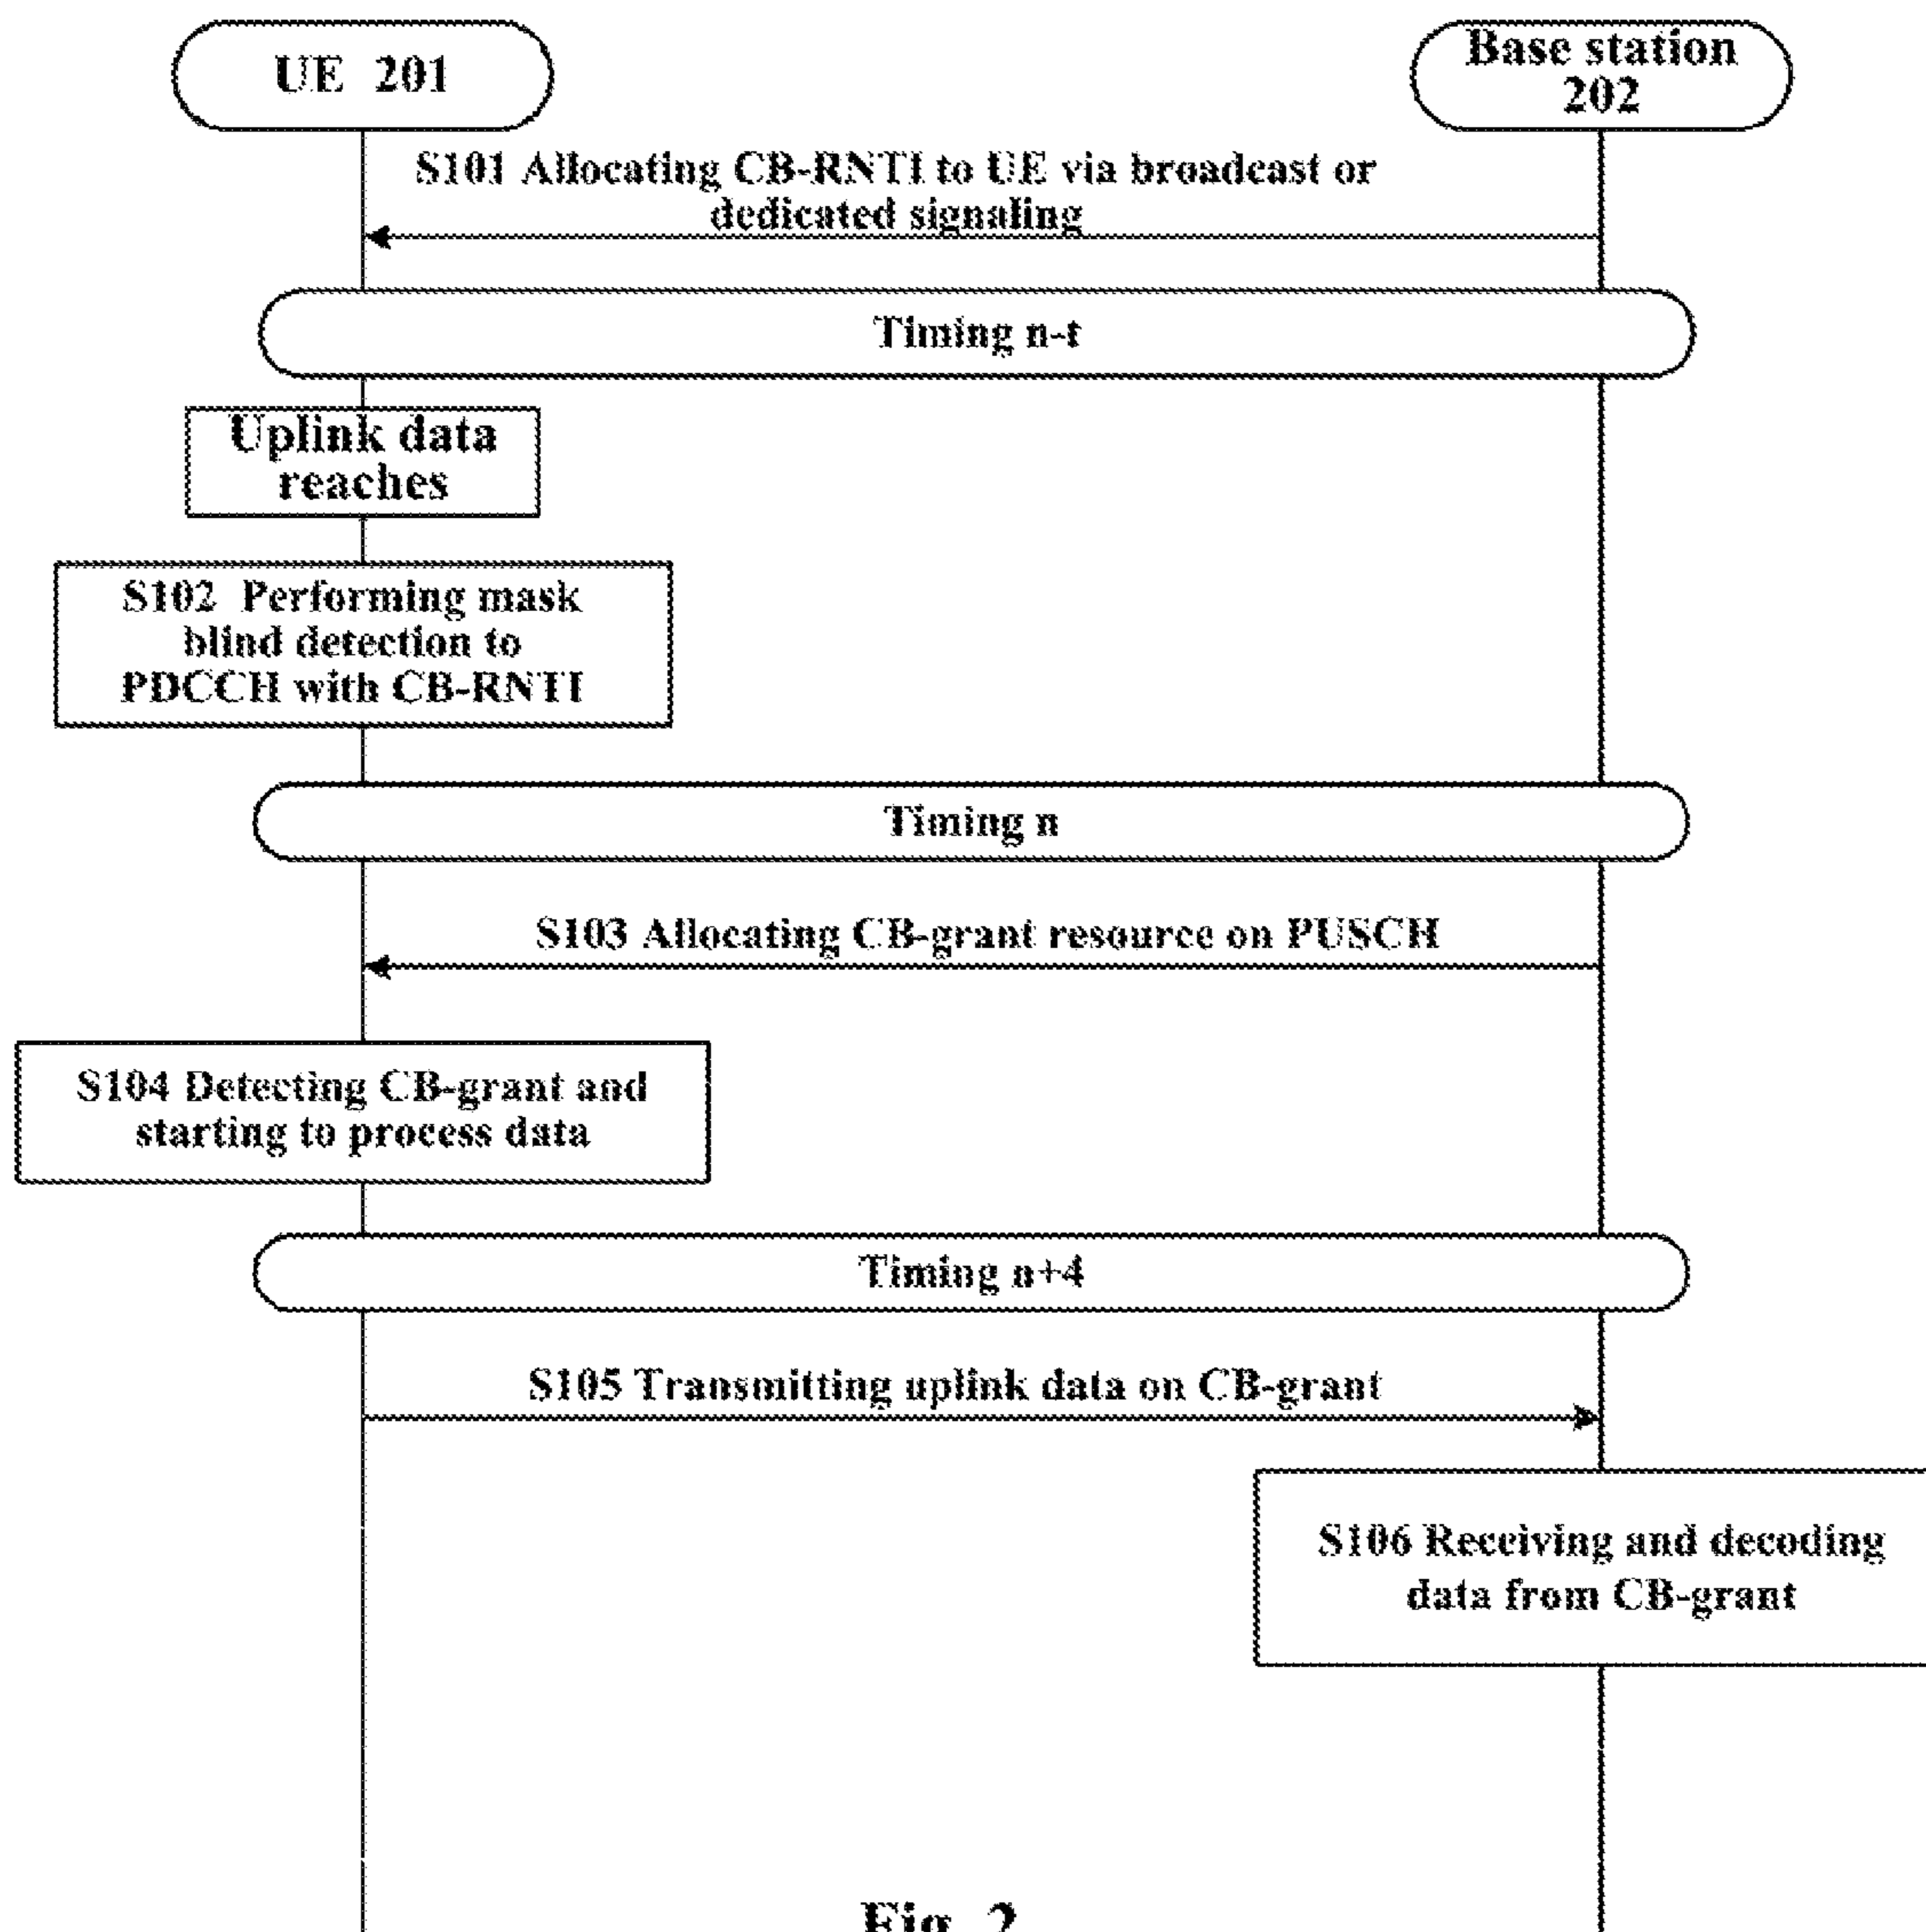 UE 201
Base station
202
S101 Allocating CB-RNTI to UE via broadcast or
dedicated signaling
Timing n-t
Uplink data
reaches
S102 Performing mask
blind detection to
PDCCH with CB-RNTI
Timing n
S103 Allocating CB-grant resource on PUSCH
S104 Detecting CB-grant and
starting to process data
Timing n+4
S105 Transmitting uplink data on CB-grant
S106 Receiving and decoding
data from CB-grant
Fig. 2